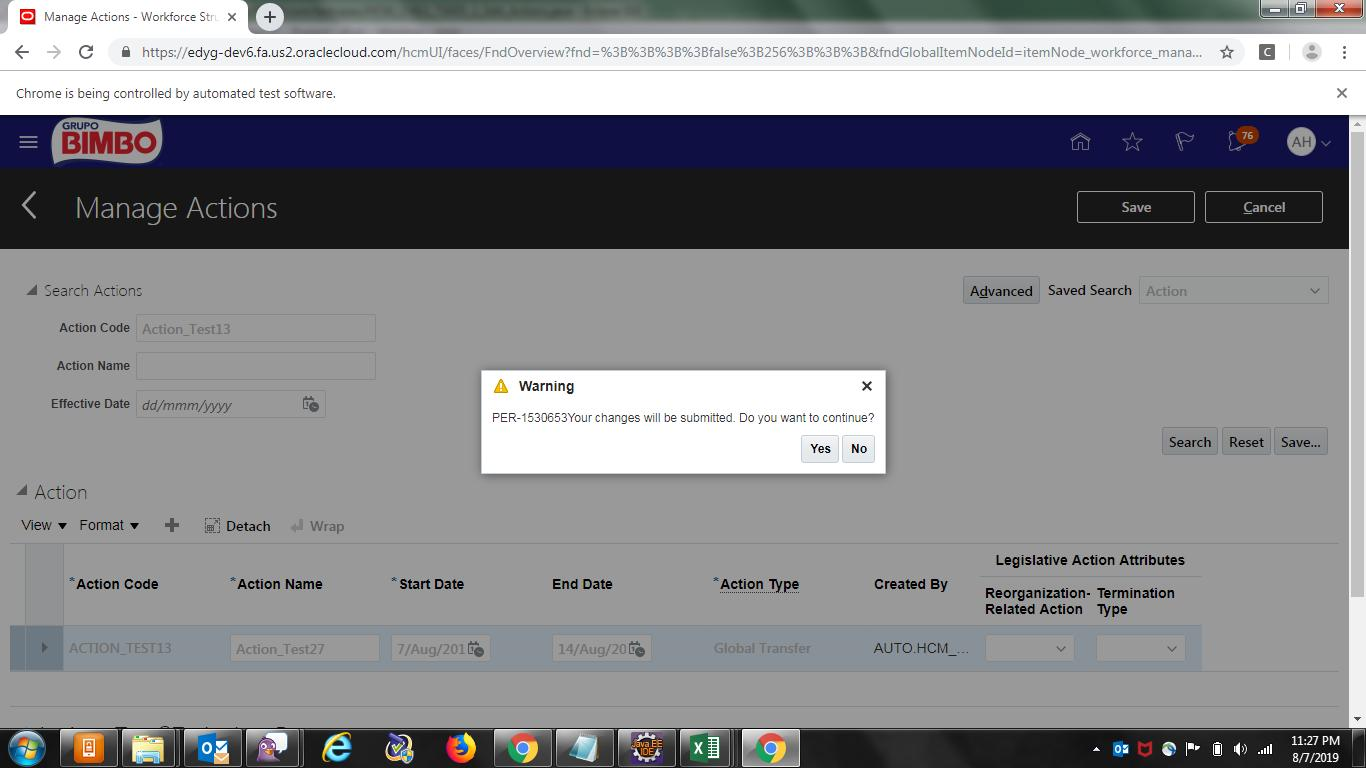 Manage Actions - Workforce Stru
https://edyg-dev6.fa.us2.oraclecloud.com/hcmUI/faces/FndOverview?fnd=%3B%3B%3B%3Bfalse%3B256%3B%3B%3B&fndGlobalItemNodeId=itemNode_workforce_mana...
C
Chrome is being controlled by automated test software.
GRUPO
BIMBO
76
AH
Manage Actions
Save
Cancel
Search Actions
Advanced
Saved Search
Action
Action Code
Action_Test13
Action Name
Effective Date
dd/mmm/yyyy
Warning
PER-1530653Your changes will be submitted. Do you want to continue?
Yes
No
Search
Reset
Save...
Action
View
Format
Detach
Wrap
Legislative Action Attributes
*Action Code
*Action Name
*Start Date
End Date
*Action Type
Created By
Reorganization-
Related Action
Termination
Type
ACTION_TEST13
Action_Test27
7/Aug/201
14/Aug/20
Global Transfer
AUTO.HCM_...
Java EE
IDE
11:27 PM
8/7/2019